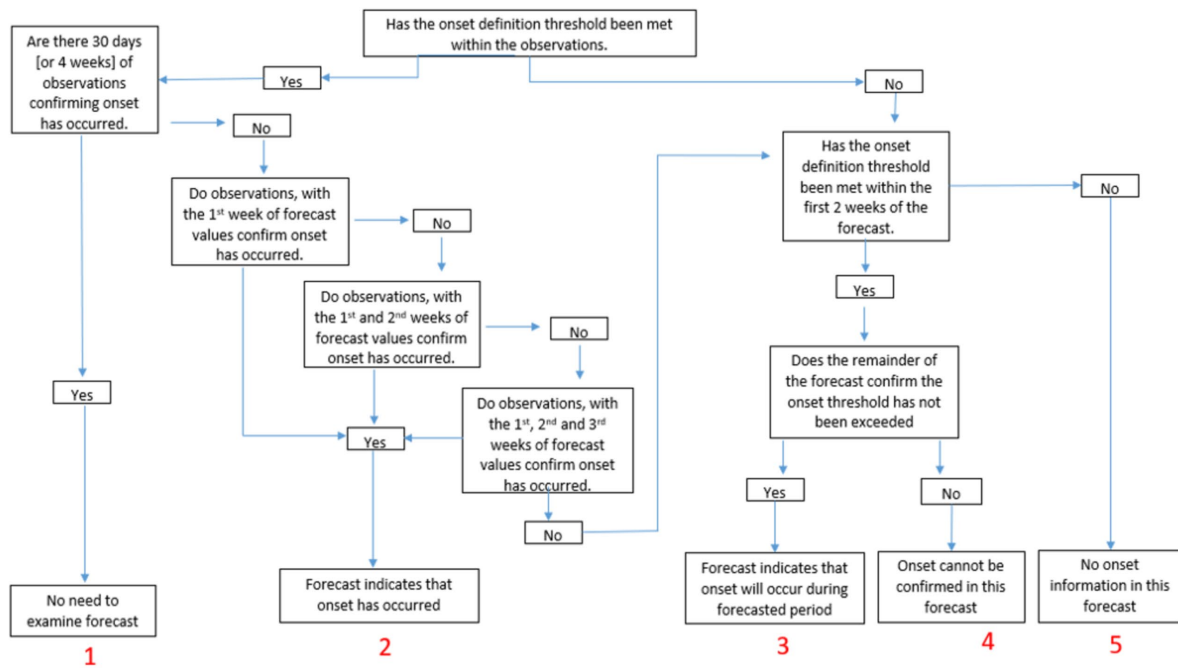 Has the onset definition threshold been met
within the observations.
Are there 30 days
[or 4 weeks] of
observations
confirming onset
has occurred.
Yes
No
No
Has the onset
definition threshold
been met within the
first 2 weeks of the
forecast.
No
Do observations, with
the 1st week of forecast
values confirm onset
has occurred.
No
Yes
Do observations, with
the 1st and 2nd weeks of
forecast values confirm
onset has occurred.
No
Does the remainder of
the forecast confirm the
onset threshold has not
been exceeded
Yes
Do observations, with
the 1st, 2nd and 3rd
weeks of forecast
values confirm onset
has occurred.
Yes
Yes
No
No
Forecast indicates that
onset will occur during
forecasted period
Onset cannot be
confirmed in this
forecast
No onset
information in this
forecast
Forecast indicates that
onset has occurred
No need to
examine forecast
1
2
3
4
5